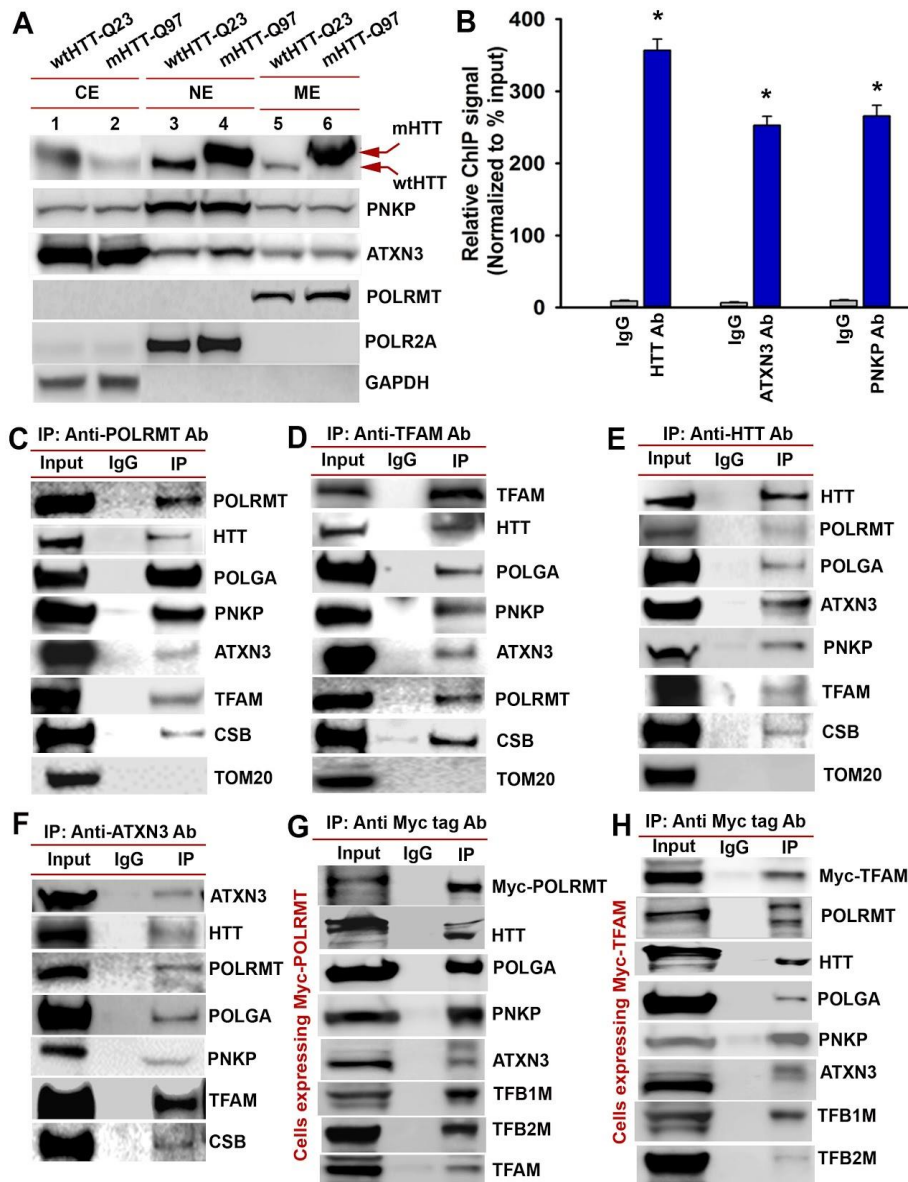 A
wtHTT-Q23
mHTT-Q97
wtHTT-Q23
mHTT-Q97
wtHTT-Q23
mHTT-Q97
CE NE ME
1 2 3 4 5 6
mHTT
wtHTT
PNKP
ATXN3
POLRMT
POLR2A
GAPDH
B
Relative ChIP signal
(Normalized to % input)
400
300
200
100
0
* * *
IgG
HTT Ab
IgG
ATXN3 Ab
IgG
PNKP Ab
C IP: Anti-POLRMT Ab
Input IgG IP
POLRMT
HTT
POLGA
PNKP
ATXN3
TFAM
CSB
TOM20
D IP: Anti-TFAM Ab
Input IgG IP
TFAM
HTT
POLGA
PNKP
ATXN3
POLRMT
CSB
TOM20
E IP: Anti-HTT Ab
Input IgG IP
HTT
POLRMT
POLGA
ATXN3
PNKP
TFAM
CSB
TOM20
F IP: Anti-ATXN3 Ab
Input IgG IP
ATXN3
HTT
POLRMT
POLGA
PNKP
TFAM
CSB
G IP: Anti Myc tag Ab
Input IgG IP
Cells expressing Myc-POLRMT
Myc-POLRMT
HTT
POLGA
PNKP
ATXN3
TFB1M
TFB2M
TFAM
H IP: Anti Myc tag Ab
Input IgG IP
Cells expressing Myc-TFAM
Myc-TFAM
POLRMT
HTT
POLGA
PNKP
ATXN3
TFB1M
TFB2M